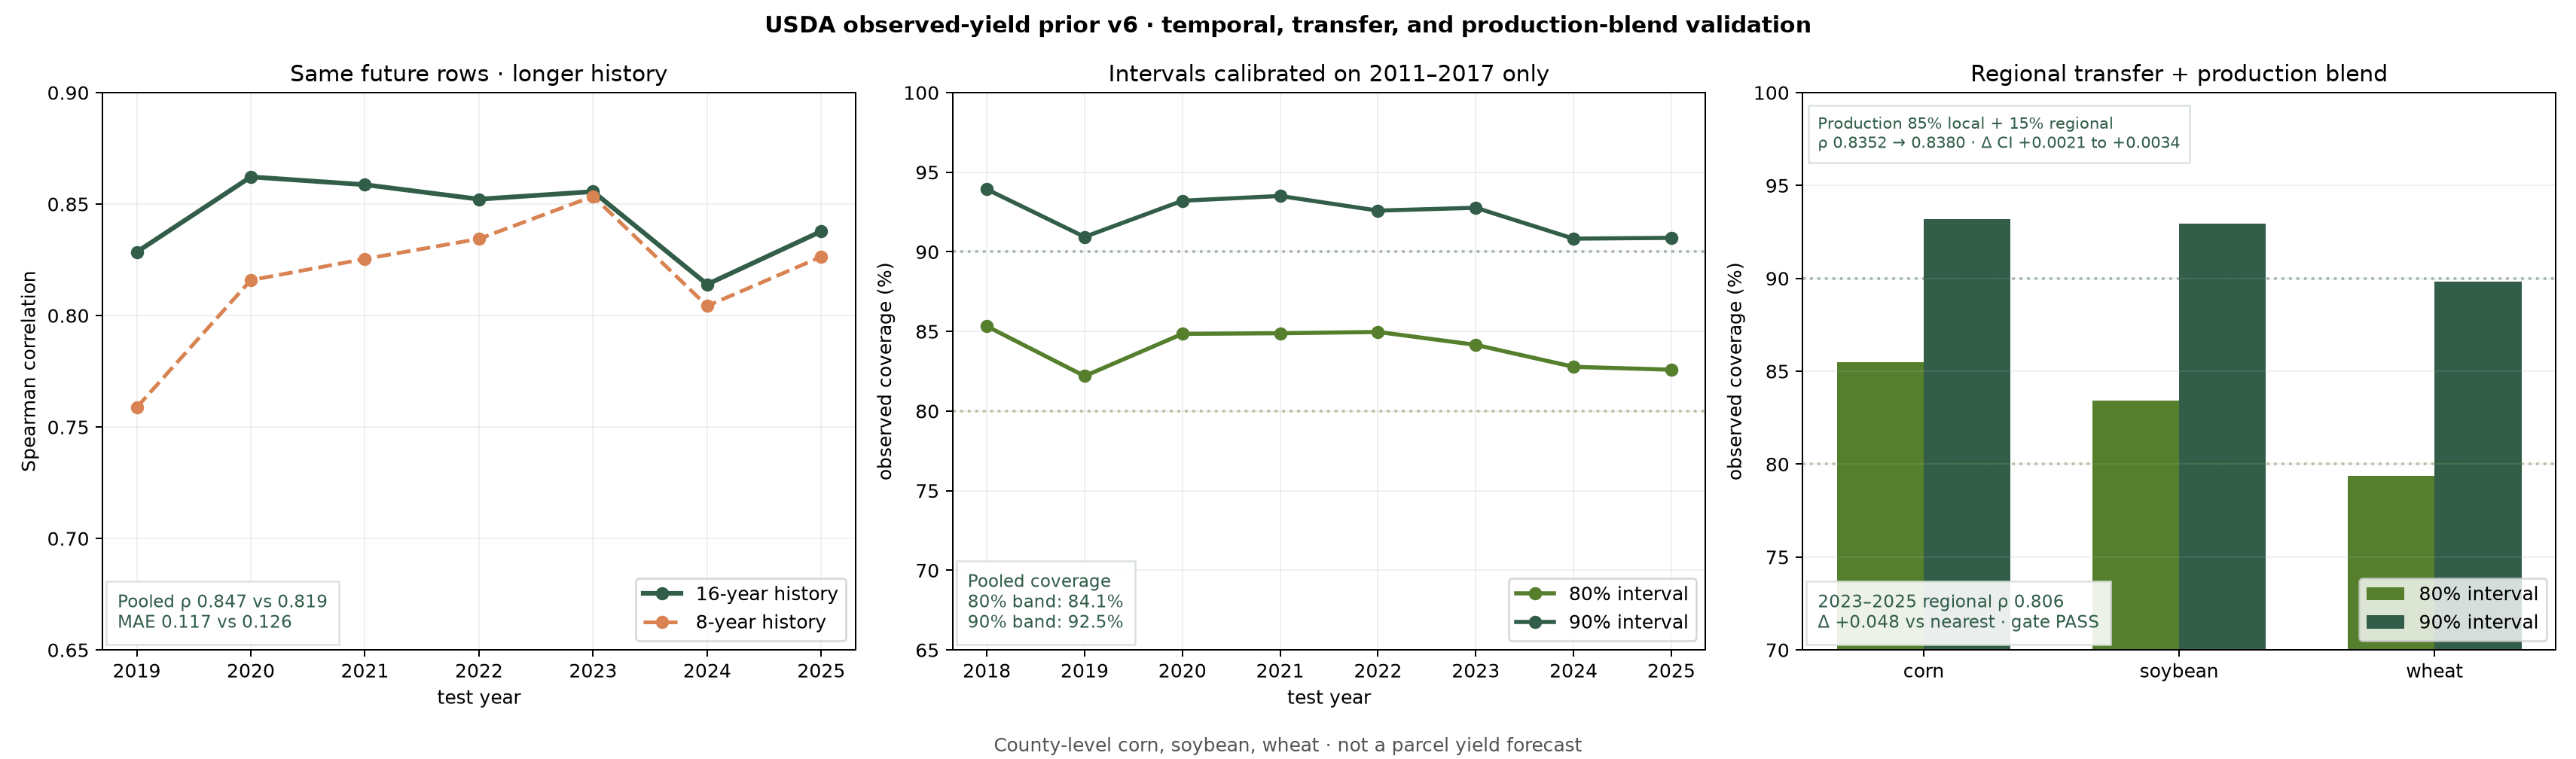 USDA observed-yield prior v6 · temporal, transfer, and production-blend validation
Same future rows · longer history
0.90
0.85
0.80
0.75
0.70
0.65
Spearman correlation
2019 2020 2021 2022 2023 2024 2025
test year
Pooled ρ 0.847 vs 0.819
MAE 0.117 vs 0.126
16-year history
8-year history
Intervals calibrated on 2011–2017 only
100
95
90
85
80
75
70
65
observed coverage (%)
2018 2019 2020 2021 2022 2023 2024 2025
test year
Pooled coverage
80% band: 84.1%
90% band: 92.5%
80% interval
90% interval
Regional transfer + production blend
100
95
90
85
80
75
70
observed coverage (%)
Production 85% local + 15% regional
ρ 0.8352 → 0.8380 · Δ CI +0.0021 to +0.0034
2023–2025 regional ρ 0.806
Δ +0.048 vs nearest · gate PASS
80% interval
90% interval
corn soybean wheat
County-level corn, soybean, wheat · not a parcel yield forecast